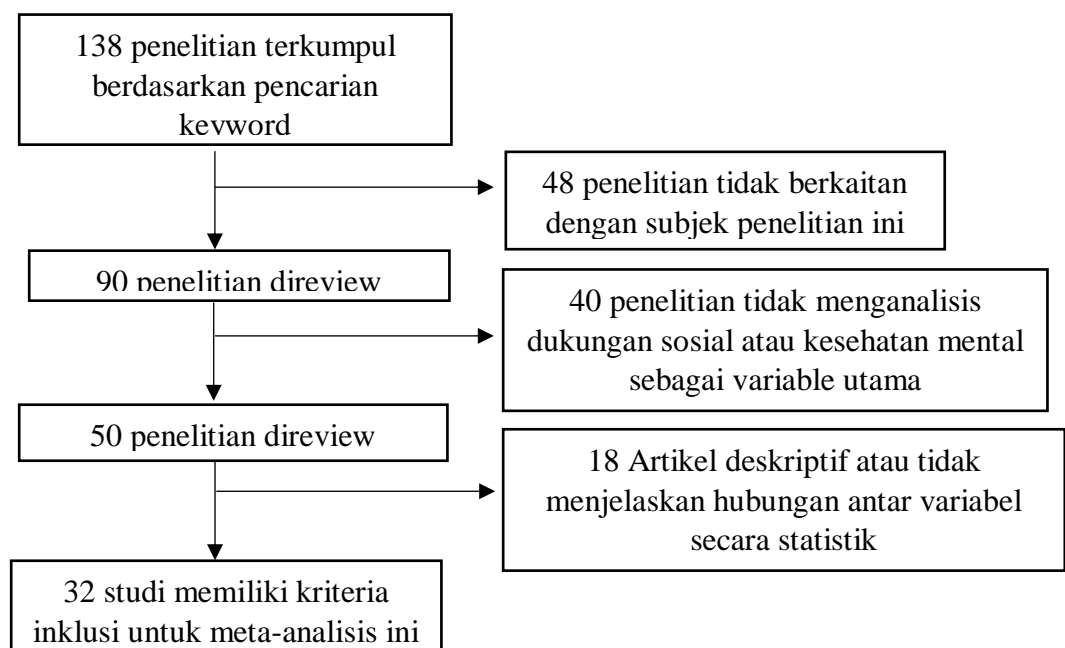 138 penelitian terkumpul
berdasarkan pencarian
keyword
48 penelitian tidak berkaitan
dengan subjek penelitian ini
90 penelitian direview
40 penelitian tidak menganalisis
dukungan sosial atau kesehatan mental
sebagai variable utama
50 penelitian direview
18 Artikel deskriptif atau tidak
menjelaskan hubungan antar variabel
secara statistik
32 studi memiliki kriteria
inklusi untuk meta-analisis ini